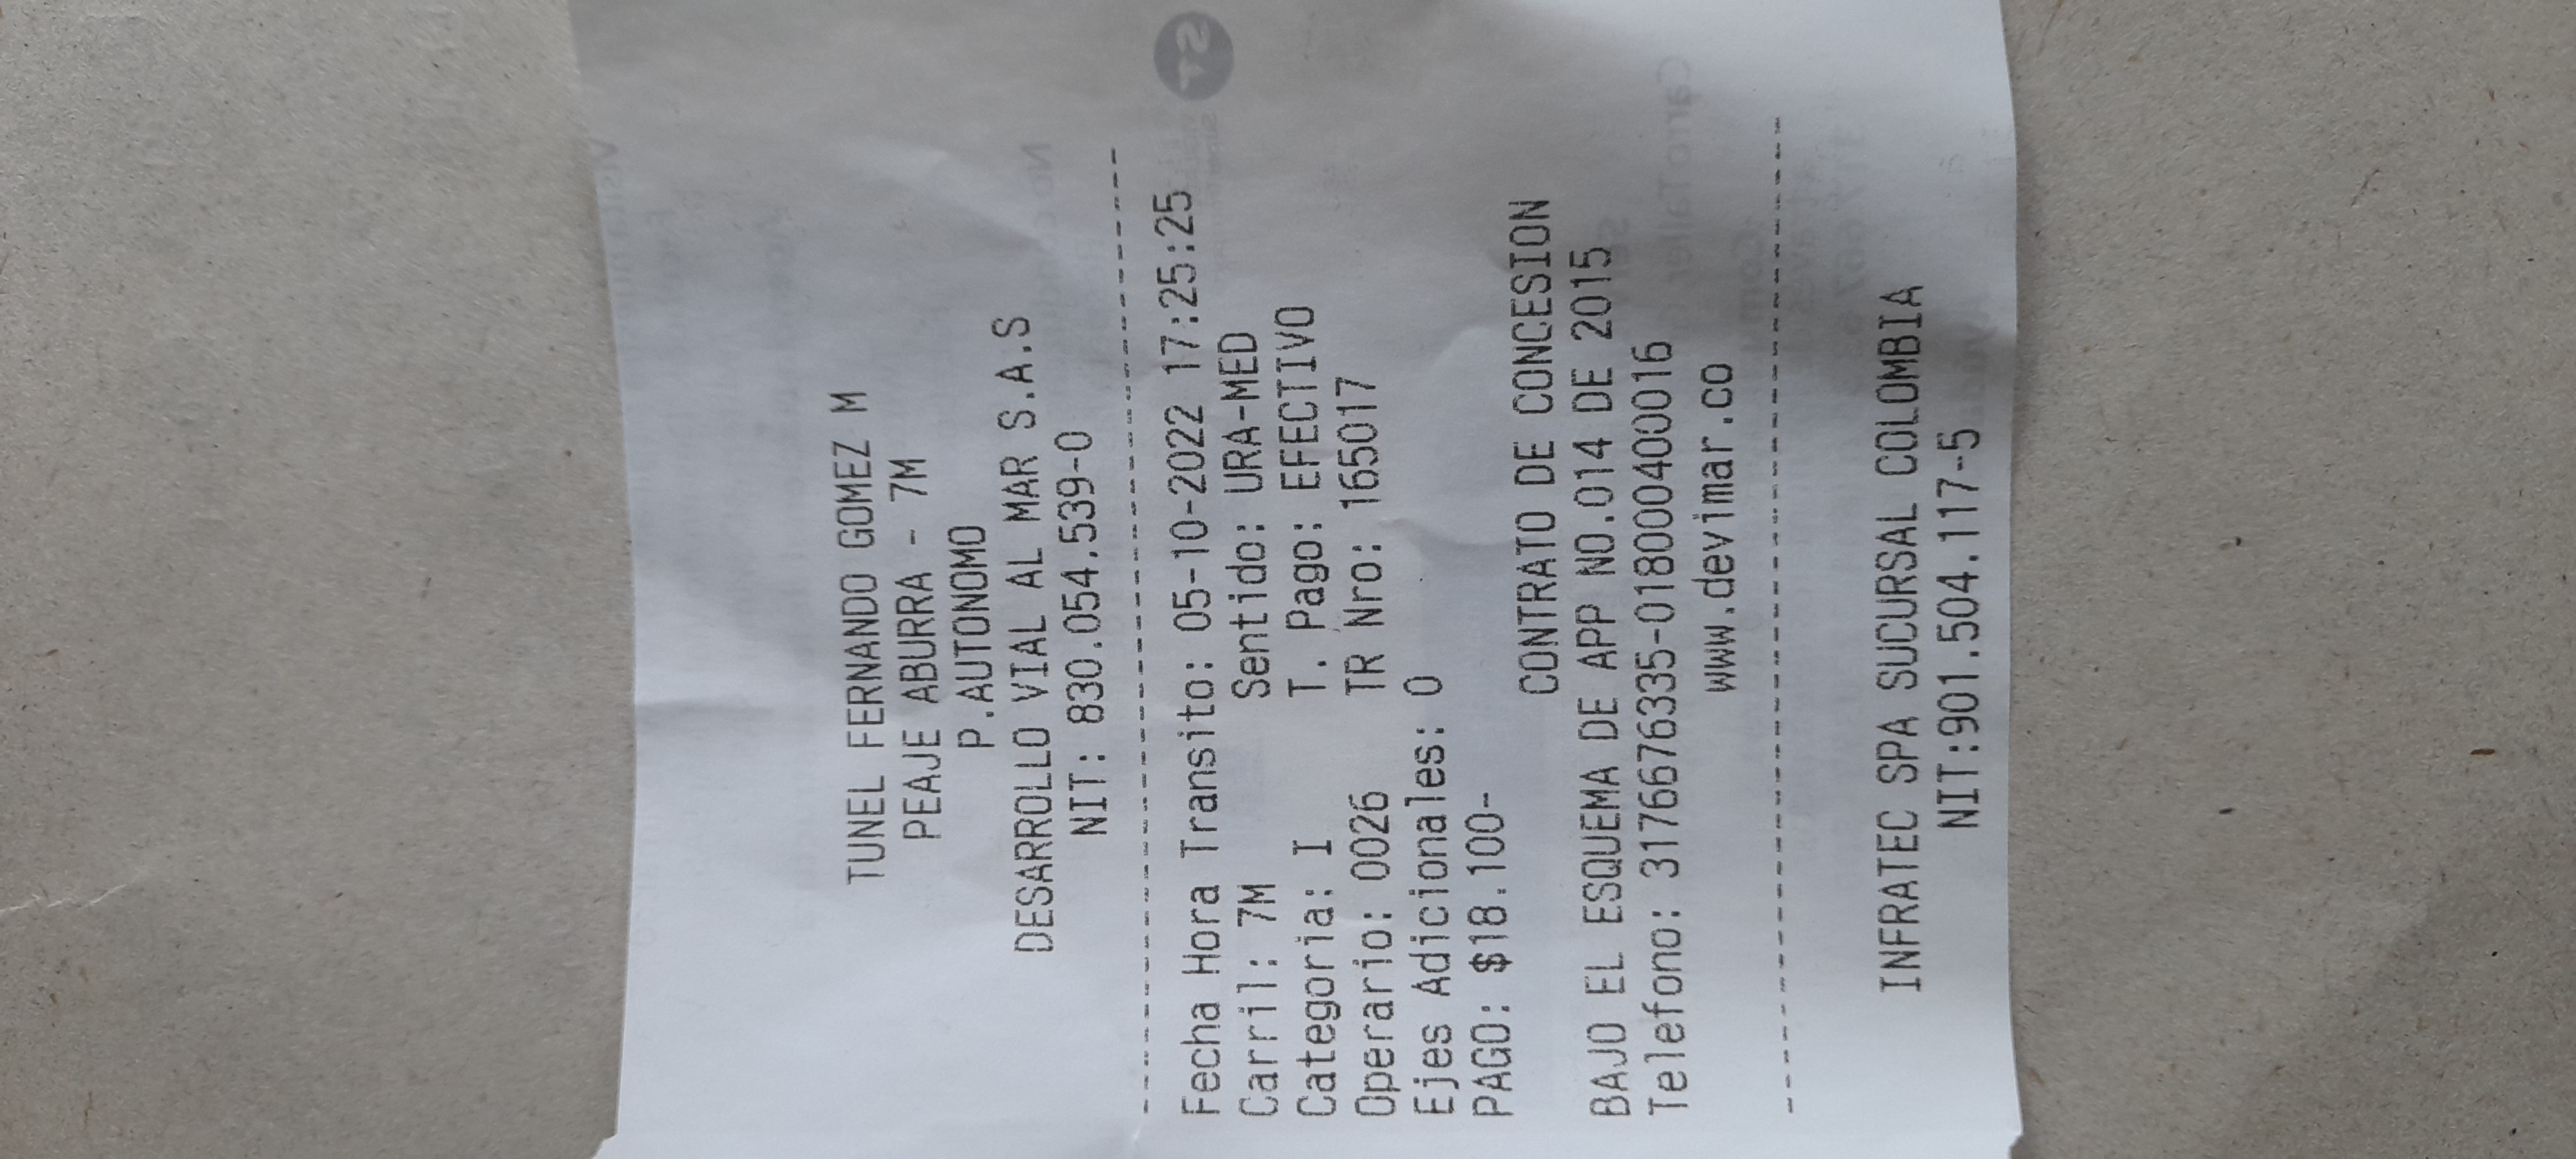 TUNEL FERNANDO GOMEZ M
PEAJE ABURRA - 7M
P.AUTONOMO
DESARROLLO VIAL AL MAR S.A.S
NIT: 830.054.539-0
Fecha Hora Transito: 05-10-2022 17:25:25
Carril: 7M Sentido: URA-MED
Categoria: I T. Pago: EFECTIVO
Operario: 0026 TR Nro: 165017
Ejes Adicionales: 0
PAGO: $18.100-
CONTRATO DE CONCESION
BAJO EL ESQUEMA DE APP NO.014 DE 2015
Telefono: 3176676335-018000400016
www.devimar.co
INFRATEC SPA SUCURSAL COLOMBIA
NIT:901.504.117-5